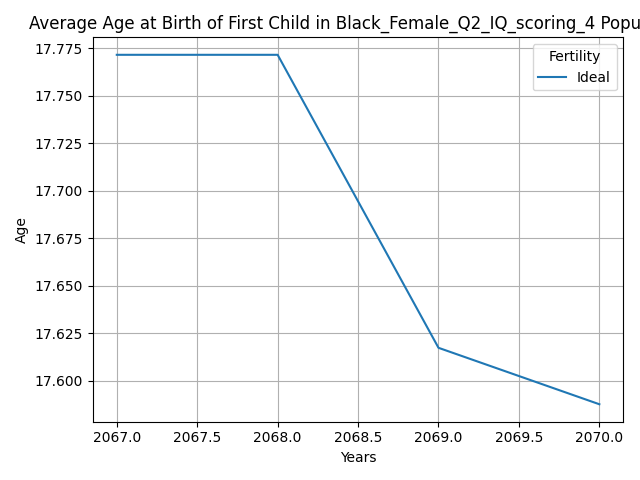 Average Age at Birth of First Child in Black_Female_Q2_IQ_scoring_4 Popu
17.775
17.750
17.725
17.700
17.675
17.650
17.625
17.600
Age
Fertility
Ideal
2067.0 2067.5 2068.0 2068.5 2069.0 2069.5 2070.0
Years